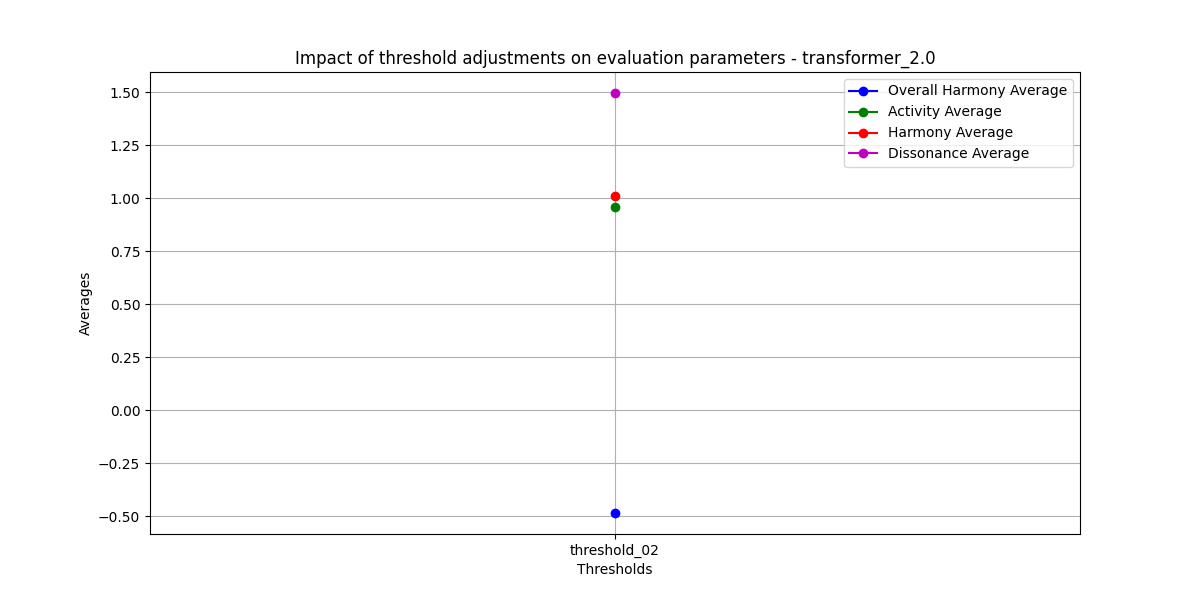 Impact of threshold adjustments on evaluation parameters - transformer_2.0
Overall Harmony Average
Activity Average
Harmony Average
Dissonance Average
1.50
1.25
1.00
0.75
0.50
0.25
0.00
−0.25
−0.50
Averages
threshold_02
Thresholds